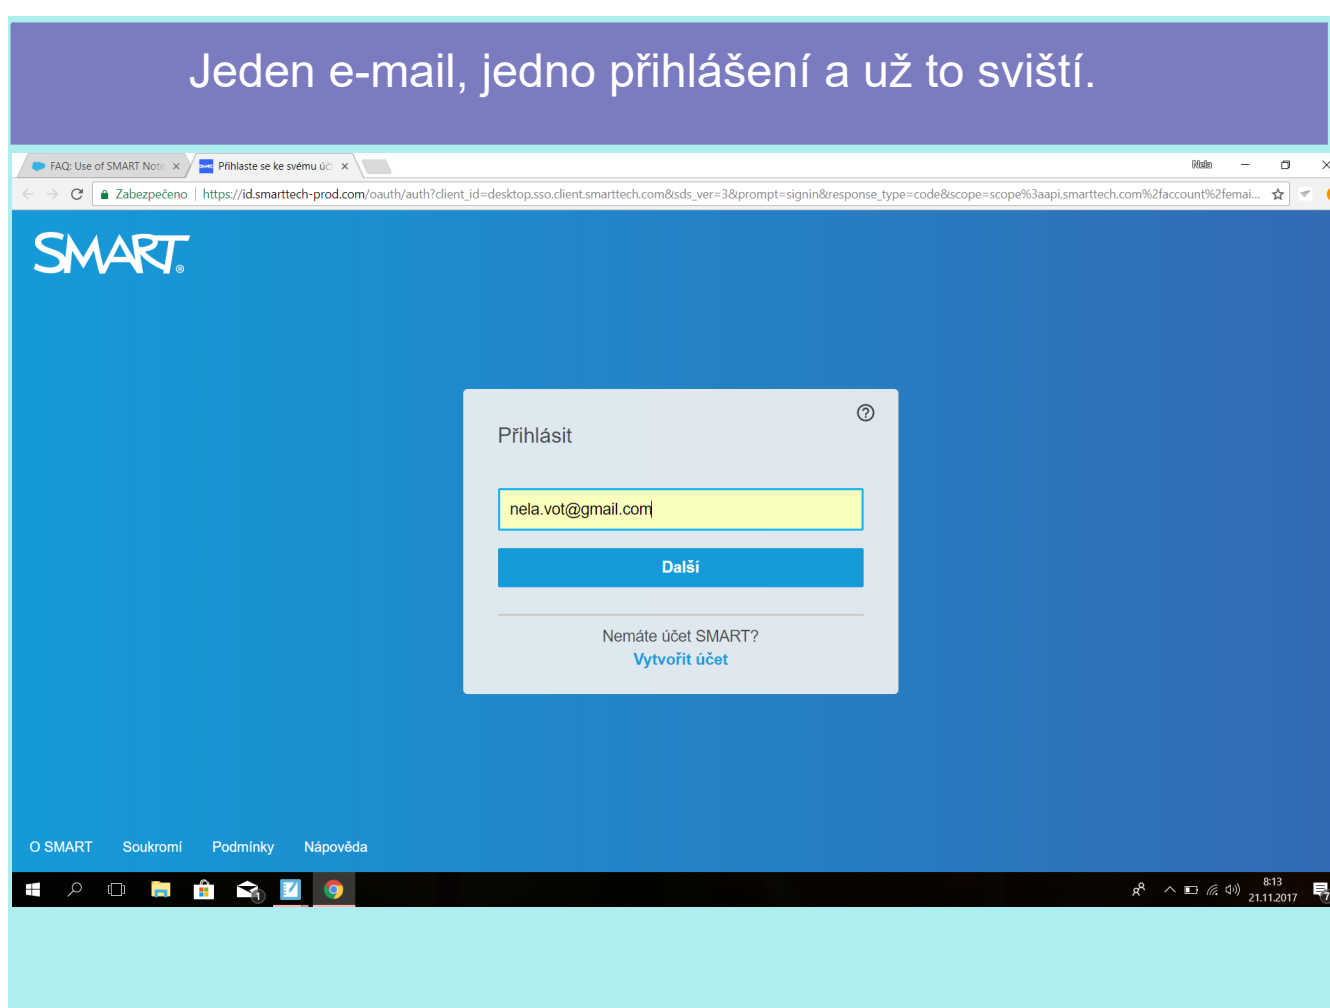 Jeden e-mail, jedno přihlášení a už to sviští.
FAQ: Use of SMART Note
Přihlaste se ke svému úč
Nela
Zabezpečeno https://id.smarttech-prod.com/oauth/auth?client_id=desktop.sso.client.smarttech.com&sds_ver=3&prompt=signin&response_type=code&scope=scope%3aapi.smarttech.com%2faccount%2femai...
SMART®
Přihlásit
nela.vot@gmail.com
Další
Nemáte účet SMART?
Vytvořit účet
O SMART Soukromí Podmínky Nápověda
1
8:13
21.11.2017
7